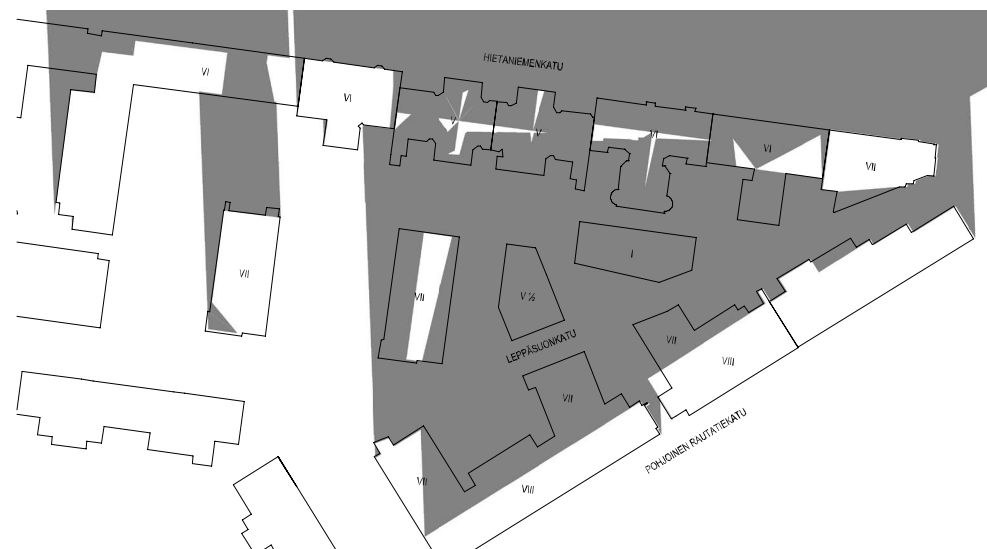 HIETANIEMENKATU
VI
VI
V
V
VI
VI
VII
VII
VII
V ½
I
LEPPÄSUONKATU
VII
VIII
VII
VII
VIII
POHJOINEN RAUTATIEKATU